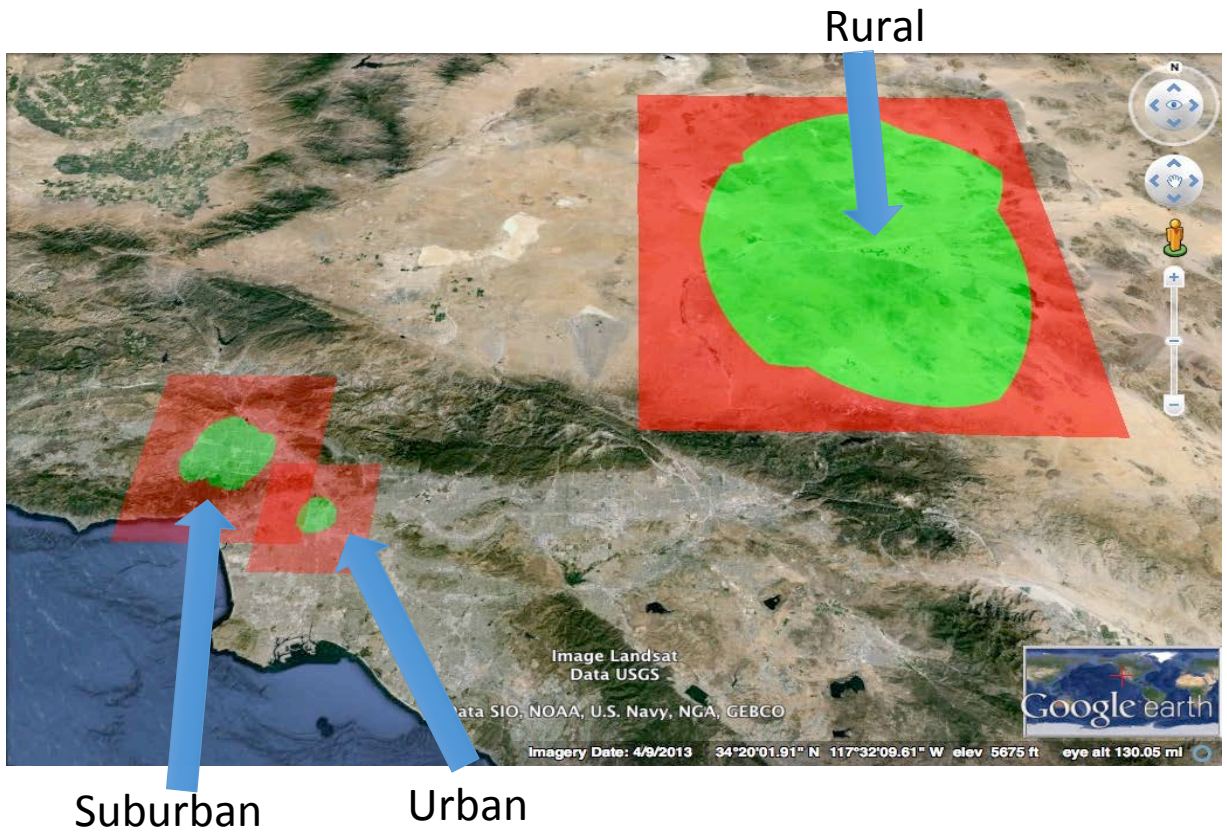 Rural
N
Image Landsat
Data USGS
Data SIO, NOAA, U.S. Navy, NGA, GEBCO
Google earth
Imagery Date: 4/9/2013 34°20'01.91" N 117°32'09.61" W elev 5675 ft eye alt 130.05 mi
Suburban
Urban